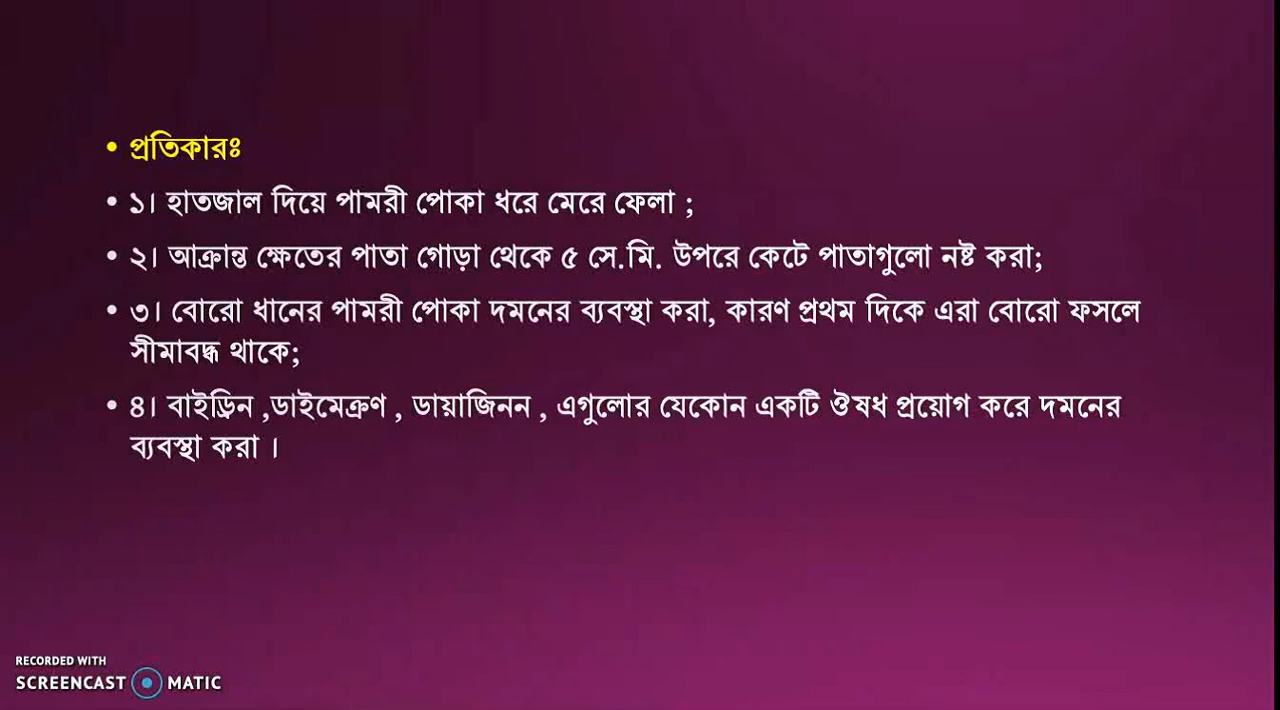 • প্রতিকারঃ
• ১। হাতজাল দিয়ে পামরী পোকা ধরে মেরে ফেলা ;
• ২। আক্রান্ত ক্ষেতের পাতা গোড়া থেকে ৫ সে.মি. উপরে কেটে পাতাগুলো নষ্ট করা;
• ৩। বোরো ধানের পামরী পোকা দমনের ব্যবস্থা করা, কারণ প্রথম দিকে এরা বোরো ফসলে
সীমাবদ্ধ থাকে;
• ৪। বাইড্রিন ,ডাইমেক্রণ , ডায়াজিনন , এগুলোর যেকোন একটি ঔষধ প্রয়োগ করে দমনের
ব্যবস্থা করা ।
RECORDED WITH
SCREENCAST MATIC